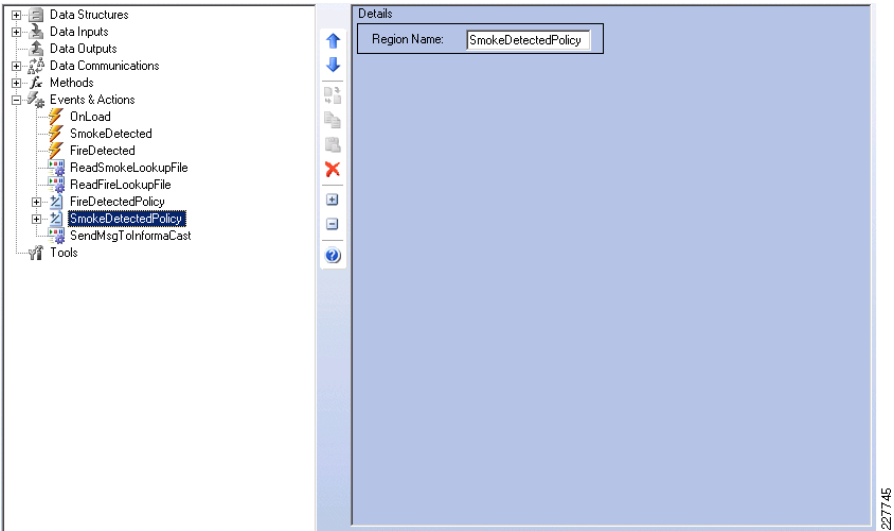 Data Structures
Data Inputs
Data Outputs
Data Communications
fx Methods
Events & Actions
OnLoad
SmokeDetected
FireDetected
ReadSmokeLookupFile
ReadFireLookupFile
FireDetectedPolicy
SmokeDetectedPolicy
SendMsgToInformaCast
Tools
Details
Region Name: SmokeDetectedPolicy
227745